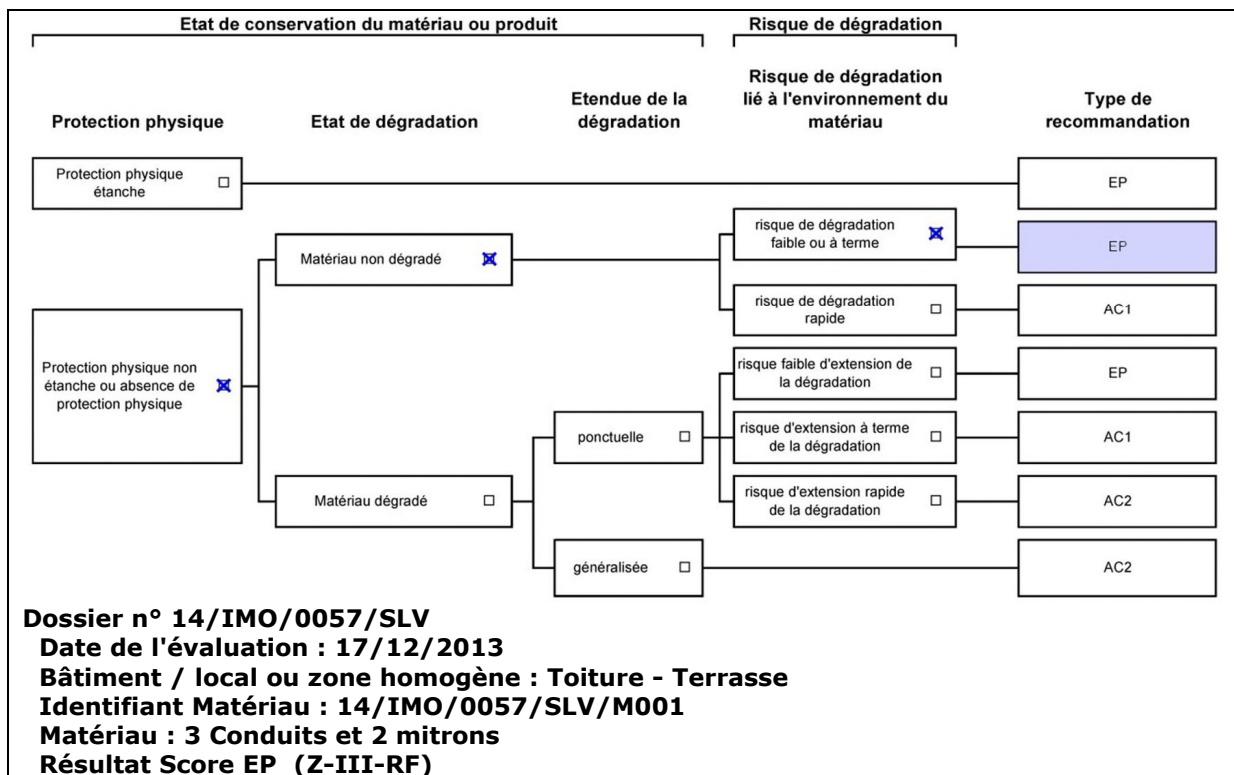 Etat de conservation du matériau ou produit
Risque de dégradation
Protection physique
Etat de dégradation
Etendue de la
dégradation
Risque de dégradation
lié à l'environnement du
matériau
Type de
recommandation
Protection physique
étanche
EP
Protection physique non
étanche ou absence de
protection physique
Matériau non dégradé
risque de dégradation
faible ou à terme
EP
risque de dégradation
rapide
AC1
Matériau dégradé
ponctuelle
risque faible d'extension de
la dégradation
EP
risque d'extension à terme
de la dégradation
AC1
risque d'extension rapide
de la dégradation
AC2
généralisée
AC2
Dossier n° 14/IMO/0057/SLV
Date de l'évaluation : 17/12/2013
Bâtiment / local ou zone homogène : Toiture - Terrasse
Identifiant Matériau : 14/IMO/0057/SLV/M001
Matériau : 3 Conduits et 2 mitrons
Résultat Score EP (Z-III-RF)